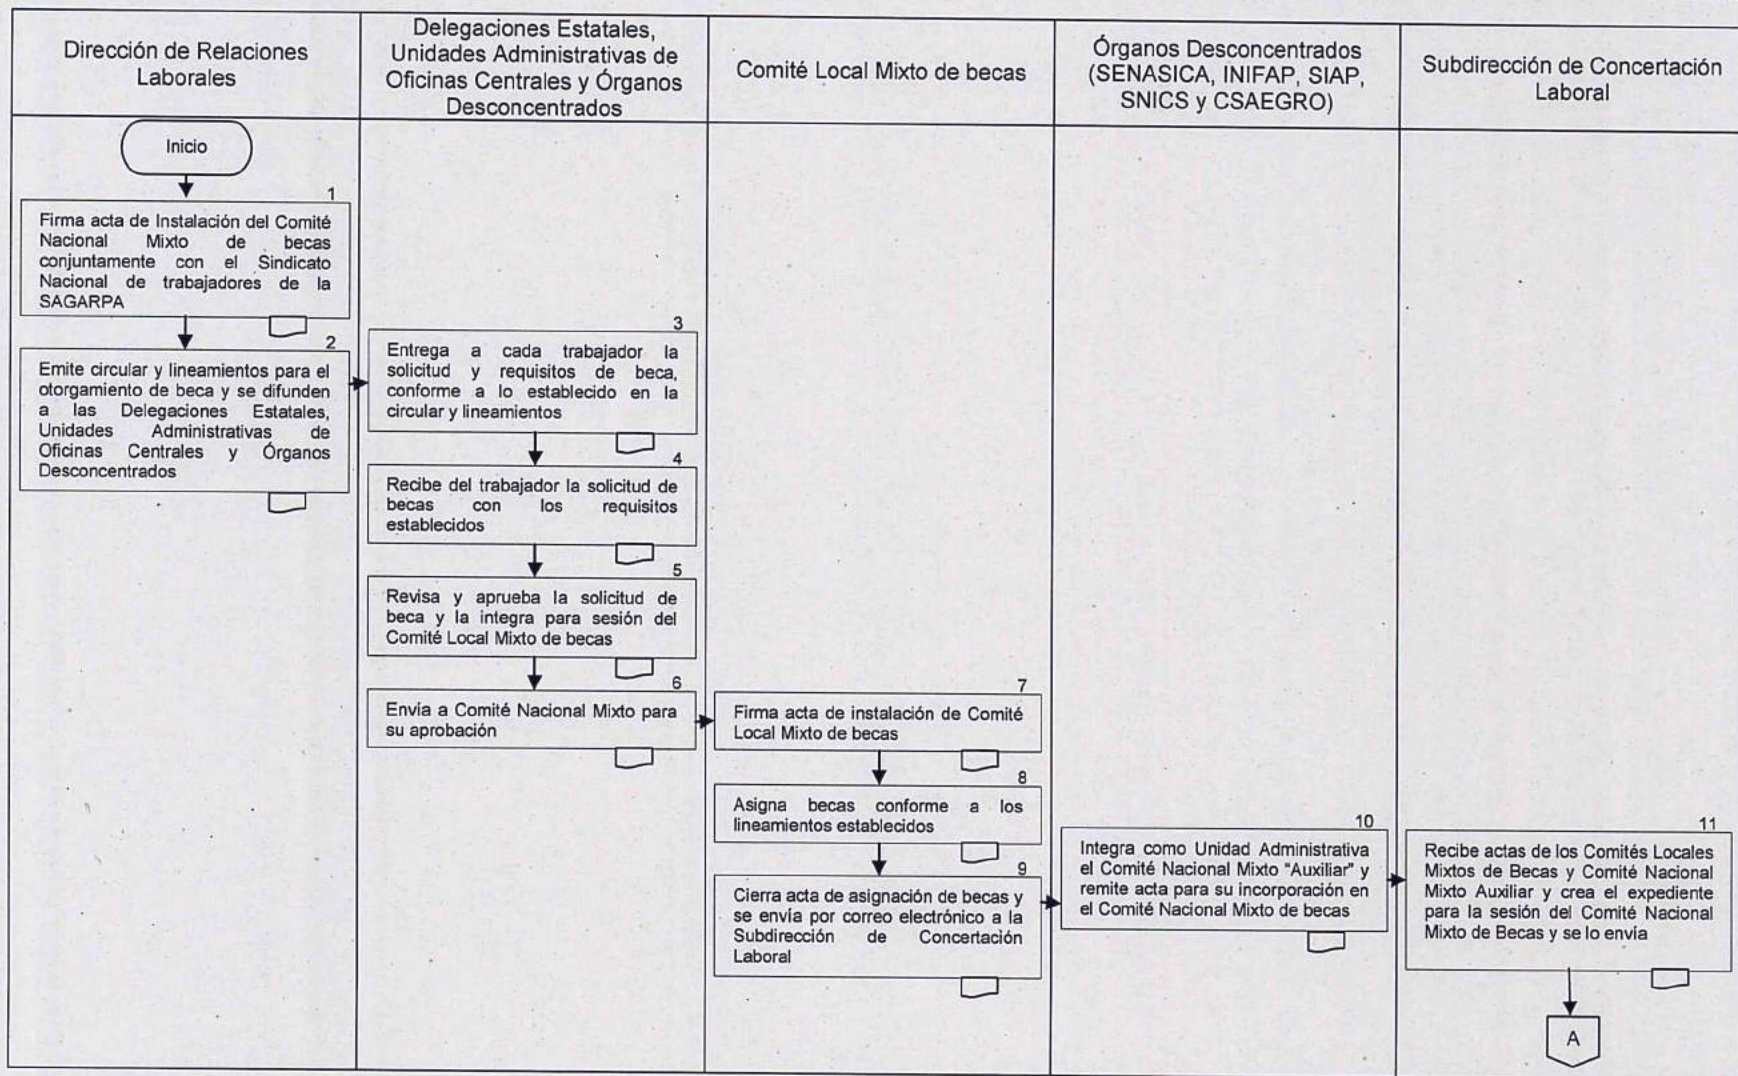 Dirección de Relaciones
Laborales
Delegaciones Estatales,
Unidades Administrativas de
Oficinas Centrales y Órganos
Desconcentrados
Comité Local Mixto de becas
Órganos Desconcentrados
(SENASICA, INIFAP, SIAP,
SNICS y CSAEGRO)
Subdirección de Concertación
Laboral
Inicio
1
Firma acta de Instalación del Comité
Nacional Mixto de becas
conjuntamente con el Sindicato
Nacional de trabajadores de la
SAGARPA
2
Emite circular y lineamientos para el
otorgamiento de beca y se difunden
a las Delegaciones Estatales,
Unidades Administrativas de
Oficinas Centrales y Órganos
Desconcentrados
3
Entrega a cada trabajador la
solicitud y requisitos de beca,
conforme a lo establecido en la
circular y lineamientos
4
Recibe del trabajador la solicitud de
becas con los requisitos
establecidos
5
Revisa y aprueba la solicitud de
beca y la integra para sesión del
Comité Local Mixto de becas
6
Envía a Comité Nacional Mixto para
su aprobación
7
Firma acta de instalación de Comité
Local Mixto de becas
8
Asigna becas conforme a los
lineamientos establecidos
9
Cierra acta de asignación de becas y
se envía por correo electrónico a la
Subdirección de Concertación
Laboral
10
Integra como Unidad Administrativa
el Comité Nacional Mixto "Auxiliar" y
remite acta para su incorporación en
el Comité Nacional Mixto de becas
11
Recibe actas de los Comités Locales
Mixtos de Becas y Comité Nacional
Mixto Auxiliar y crea el expediente
para la sesión del Comité Nacional
Mixto de Becas y se lo envía
A